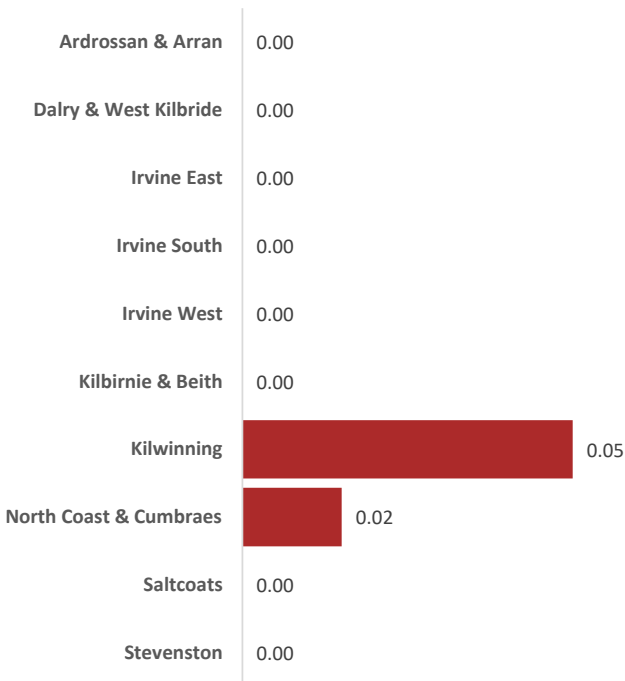 Ardrossan & Arran 0.00
Dalry & West Kilbride 0.00
Irvine East 0.00
Irvine South 0.00
Irvine West 0.00
Kilbirnie & Beith 0.00
Kilwinning 0.05
North Coast & Cumbraes 0.02
Saltcoats 0.00
Stevenston 0.00